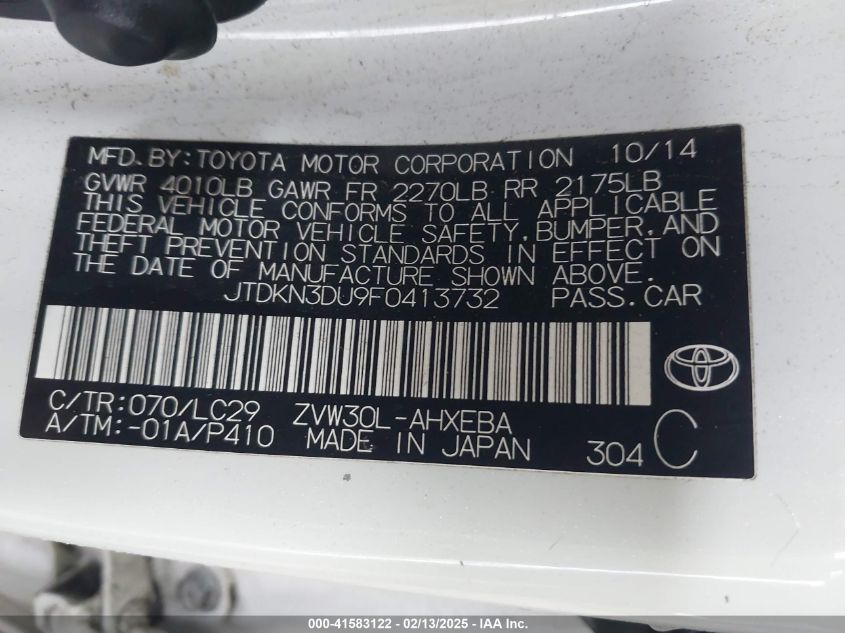 MFD. BY: TOYOTA MOTOR CORPORATION 10/14
GVWR 4010LB GAWR FR 2270LB RR 2175LB
THIS VEHICLE CONFORMS TO ALL APPLICABLE
FEDERAL MOTOR VEHICLE SAFETY, BUMPER, AND
THEFT PREVENTION STANDARDS IN EFFECT ON
THE DATE OF MANUFACTURE SHOWN ABOVE.
JTDKN3DU9F0413732 PASS. CAR
C/TR: 070/LC29 ZVW30L-AHXEBA
A/TM: -01A/P410 MADE IN JAPAN 304 C
000-41583122 - 02/13/2025 - IAAI.COM